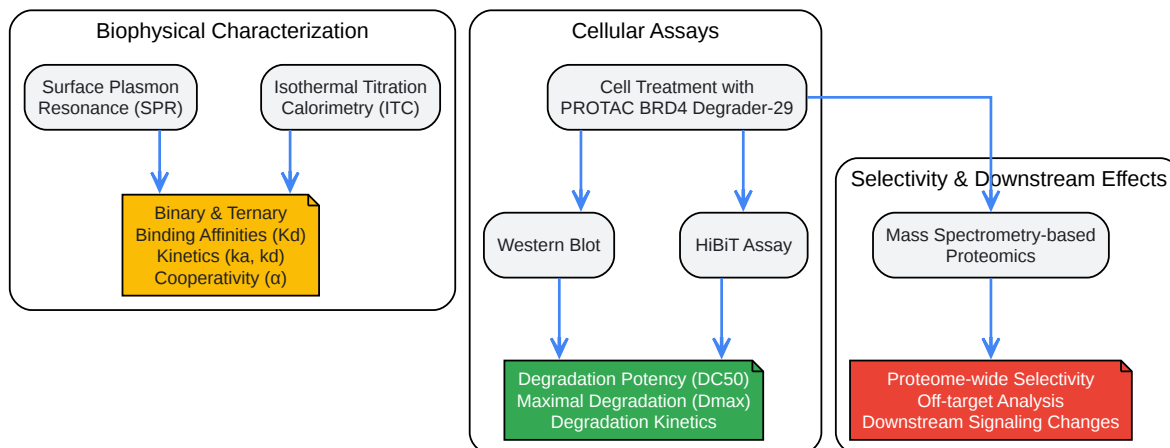 Biophysical Characterization
Surface Plasmon
Resonance (SPR)
Isothermal Titration
Calorimetry (ITC)
Binary & Ternary
Binding Affinities (Kd)
Kinetics (ka, kd)
Cooperativity (α)
Cellular Assays
Cell Treatment with
PROTAC BRD4 Degrader-29
Western Blot
HiBiT Assay
Degradation Potency (DC50)
Maximal Degradation (Dmax)
Degradation Kinetics
Selectivity & Downstream Effects
Mass Spectrometry-based
Proteomics
Proteome-wide Selectivity
Off-target Analysis
Downstream Signaling Changes